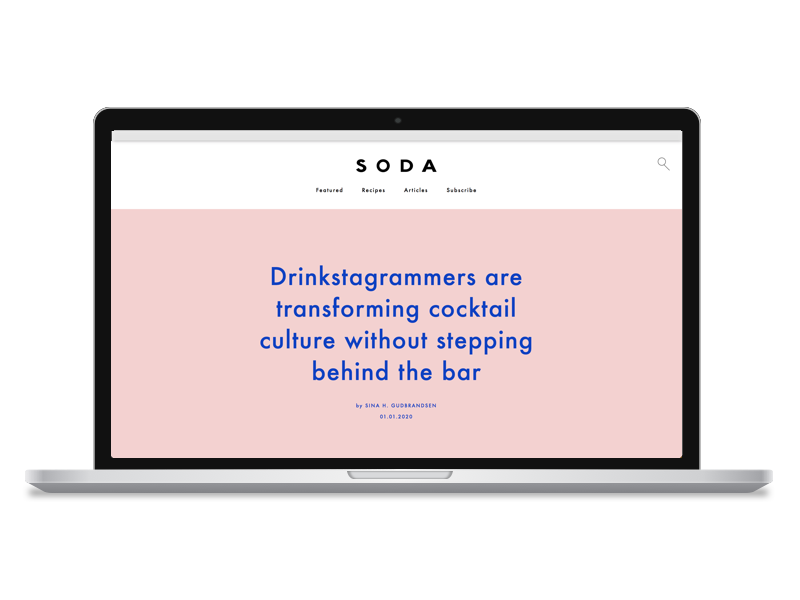 SODA
Featured Recipes Articles Subscribe
Drinkstagrammers are
transforming cocktail
culture without stepping
behind the bar
by SINA H. GUDBRANDSEN
01.01.2020